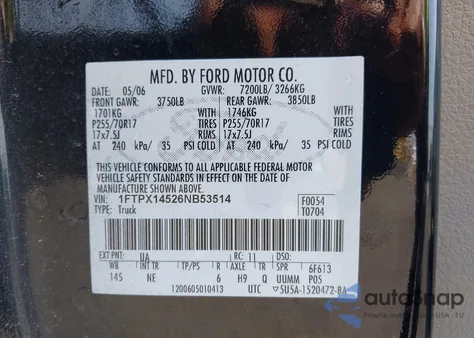 MFD. BY FORD MOTOR CO.
DATE: 05/06 GVWR: 7200LB/ 3266KG
FRONT GAWR: 3750LB REAR GAWR: 3850LB
1701KG WITH 1746KG WITH
P255/70R17 TIRES P255/70R17 TIRES
17x7.5J RIMS 17x7.5J RIMS
AT 240 kPa/ 35 PSI COLD AT 240 kPa/ 35 PSI COLD
THIS VEHICLE CONFORMS TO ALL APPLICABLE FEDERAL MOTOR
VEHICLE SAFETY STANDARDS IN EFFECT ON THE DATE OF
MANUFACTURE SHOWN ABOVE.
VIN: 1FTPX14526NB53514 F0054
TYPE: Truck T0704
EXT PNT: UA RC: 11 DSO:
WB INT TR TP/PS R AXLE TR SPR 6F613
145 NE 6 H9 Q UUMM P05
1200605010413 UTC 5U5A-1520472-BA
autosnap